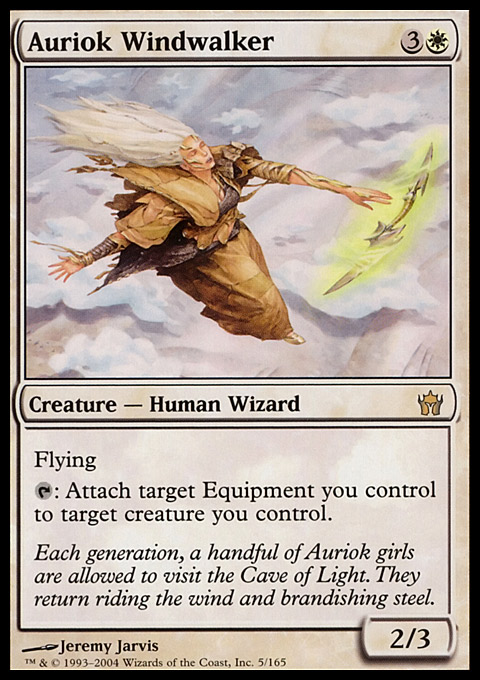 Auriok Windwalker 3
Creature — Human Wizard
Flying
: Attach target Equipment you control
to target creature you control.
Each generation, a handful of Auriok girls
are allowed to visit the Cave of Light. They
return riding the wind and brandishing steel.
Jeremy Jarvis
2/3
™ & © 1993–2004 Wizards of the Coast, Inc. 5/165